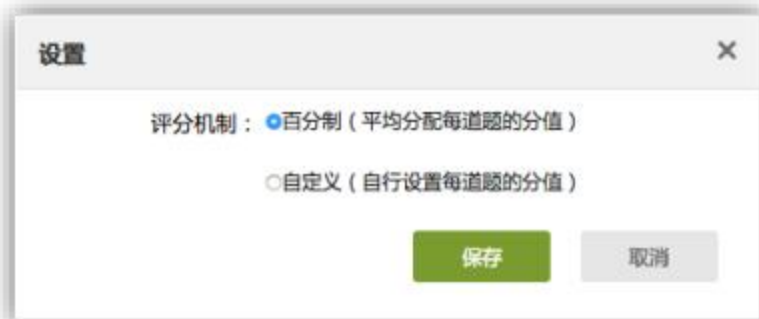 设置
评分机制：百分制（平均分配每道题的分值）
自定义（自行设置每道题的分值）
保存 取消